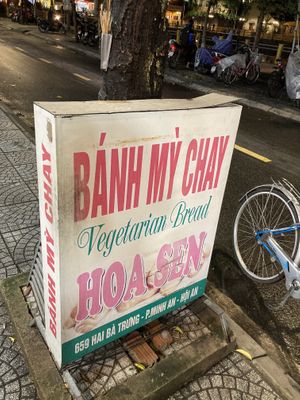 BÁNH MỲ CHAY
BÁNH MỲ CHAY
Vegetarian Bread
HOA SEN
659 HAI BÀ TRƯNG - P.MINH AN - HỘI AN